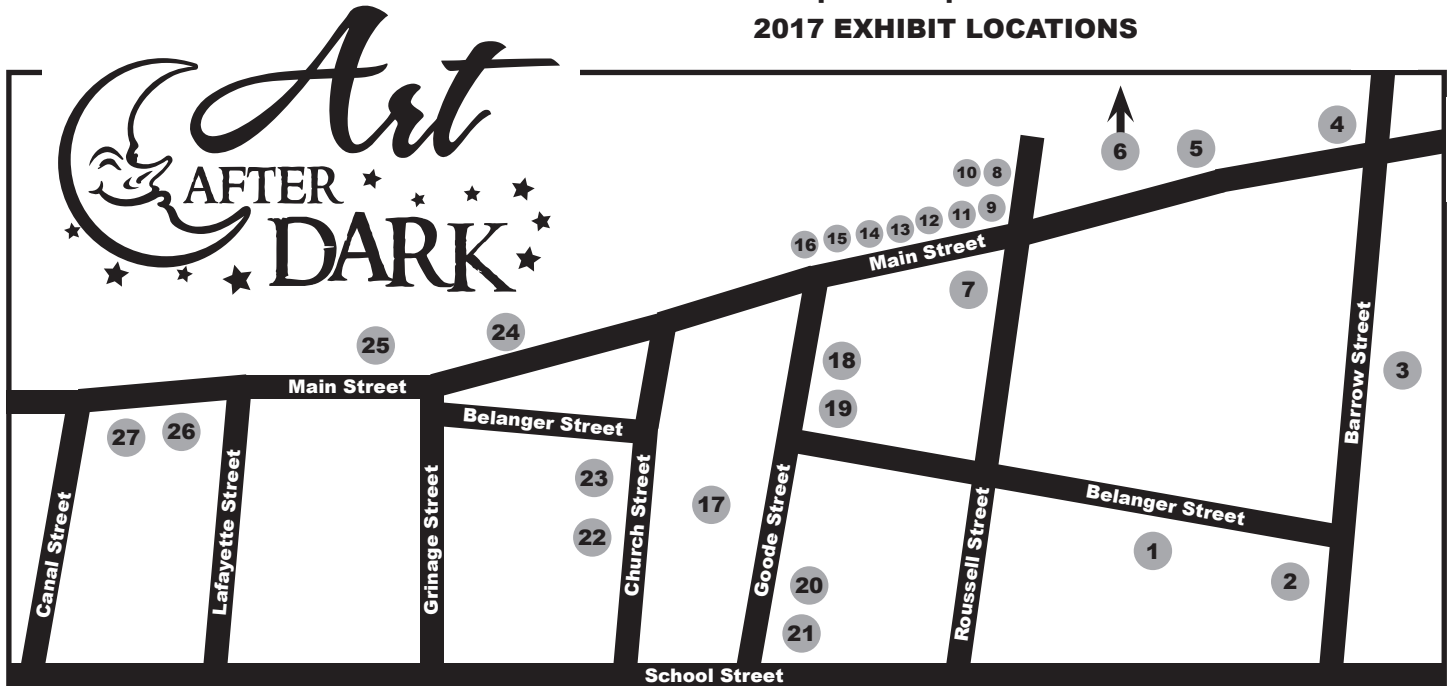 2017 EXHIBIT LOCATIONS
Art
AFTER
DARK
4
6
5
10 8
16 15 14 13 12 11 9
Main Street
7
24
25
Main Street
18
3
Barrow Street
19
Belanger Street
27 26
23
17
Belanger Street
22
1
2
20
21
Canal Street
Lafayette Street
Grinage Street
Church Street
Goode Street
Roussell Street
School Street